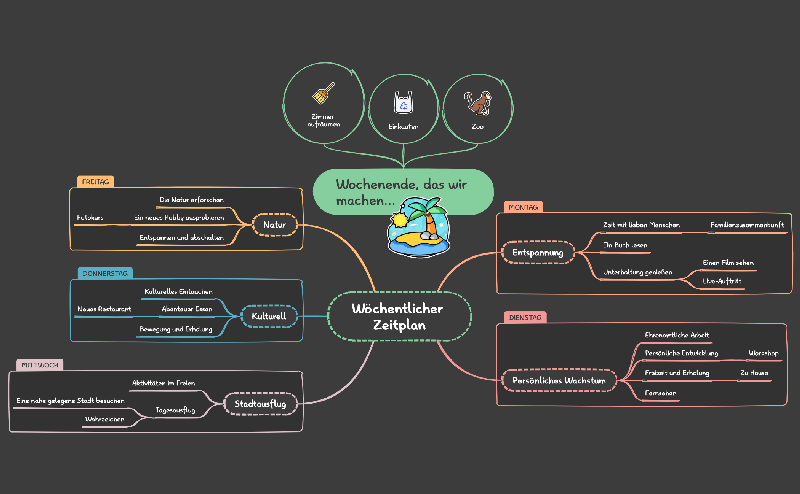 Zimmer
aufräumen
Einkaufen
Zoo
Wochenende, das wir
machen...
FREITAG
Die Natur erforschen
Fotokurs
Ein neues Hobby ausprobieren
Natur
Entspannen und abschalten
MONTAG
Zeit mit lieben Menschen
Familienzusammenkunft
Ein Buch lesen
Entspannung
Unterhaltung genießen
Einen Film sehen
Live-Auftritt
DONNERSTAG
Kulturelles Eintauchen
Neues Restaurant
Abenteuer Essen
Kulturell
Bewegung und Erholung
Wöchentlicher
Zeitplan
DIENSTAG
Ehrenamtliche Arbeit
Persönliche Entwicklung
Workshop
Persönliches Wachstum
Freizeit und Erholung
Zu Hause
Fernsehen
MITTWOCH
Aktivitäten im Freien
Eine nahe gelegene Stadt besuchen
Tagesausflug
Stadtausflug
Wahrzeichen